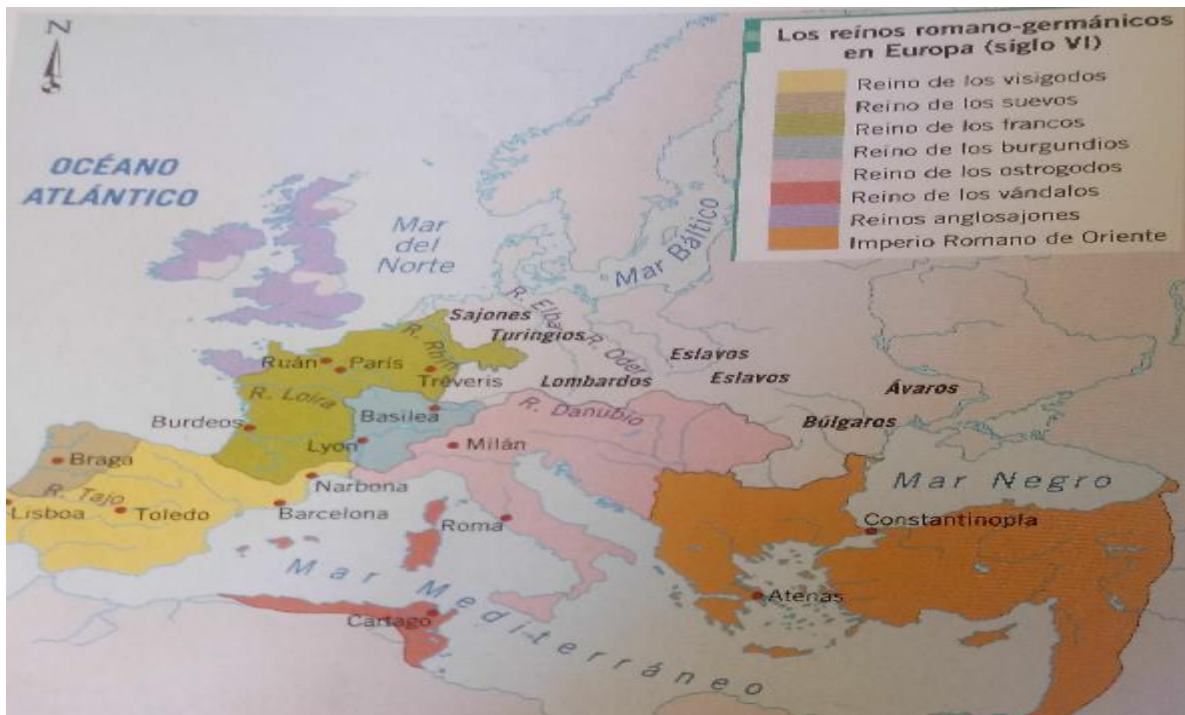 N
Los reinos romano-germánicos
en Europa (siglo VI)
Reino de los visigodos
Reino de los suevos
Reino de los francos
Reino de los burgundios
Reino de los ostrogodos
Reino de los vándalos
Reinos anglosajones
Imperio Romano de Oriente
OCÉANO
ATLÁNTICO
Mar
del
Norte
Mar Báltico
R. Elba
Sajones
Turingios
R. Oder
R. Rhin
Eslavos
Eslavos
Ruán
París
Tréveris
Lombardos
Ávaros
R. Loira
Basilea
R. Danubio
Búlgaros
Burdeos
Lyon
Milán
Braga
Narbona
Mar Negro
R. Tajo
Lisboa
Toledo
Barcelona
Roma
Constantinopla
Mar Mediterráneo
Atenas
Cartago